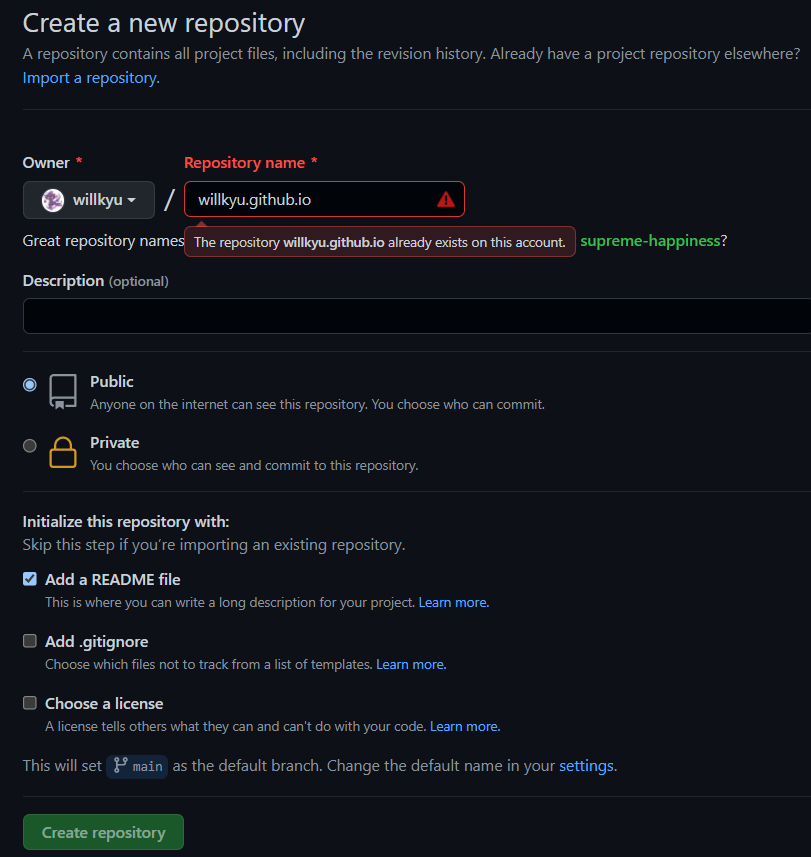 Create a new repository
A repository contains all project files, including the revision history. Already have a project repository elsewhere?
Import a repository.
Owner *
Repository name *
willkyu
/
willkyu.github.io
Great repository names
The repository willkyu.github.io already exists on this account.
supreme-happiness?
Description (optional)
Public
Anyone on the internet can see this repository. You choose who can commit.
Private
You choose who can see and commit to this repository.
Initialize this repository with:
Skip this step if you’re importing an existing repository.
Add a README file
This is where you can write a long description for your project. Learn more.
Add .gitignore
Choose which files not to track from a list of templates. Learn more.
Choose a license
A license tells others what they can and can't do with your code. Learn more.
This will set main as the default branch. Change the default name in your settings.
Create repository